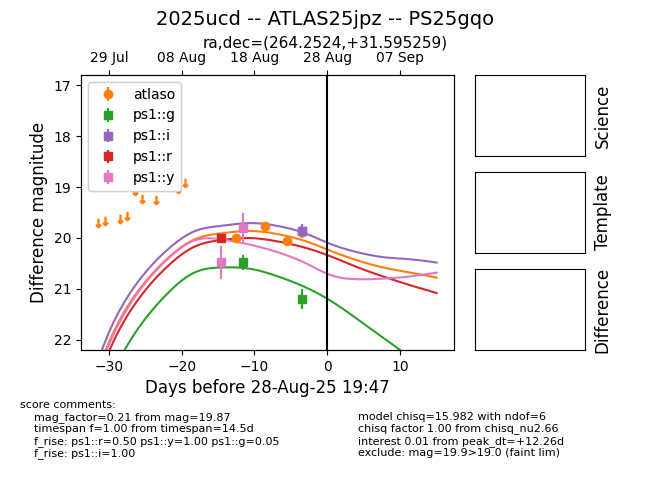 2025ucd -- ATLAS25jpz -- PS25gqo
ra,dec=(264.2524,+31.595259)
29 Jul 08 Aug 18 Aug 28 Aug 07 Sep
atlaso
ps1::g
ps1::i
ps1::r
ps1::y
17
18
19
20
21
22
Difference magnitude
−30 −20 −10 0 10
Days before 28-Aug-25 19:47
Science
Template
Difference
score comments:
mag_factor=0.21 from mag=19.87
timespan f=1.00 from timespan=14.5d
f_rise: ps1::r=0.50 ps1::y=1.00 ps1::g=0.05
f_rise: ps1::i=1.00
model chisq=15.982 with ndof=6
chisq factor 1.00 from chisq_nu2.66
interest 0.01 from peak_dt=+12.26d
exclude: mag=19.9>19.0 (faint lim)